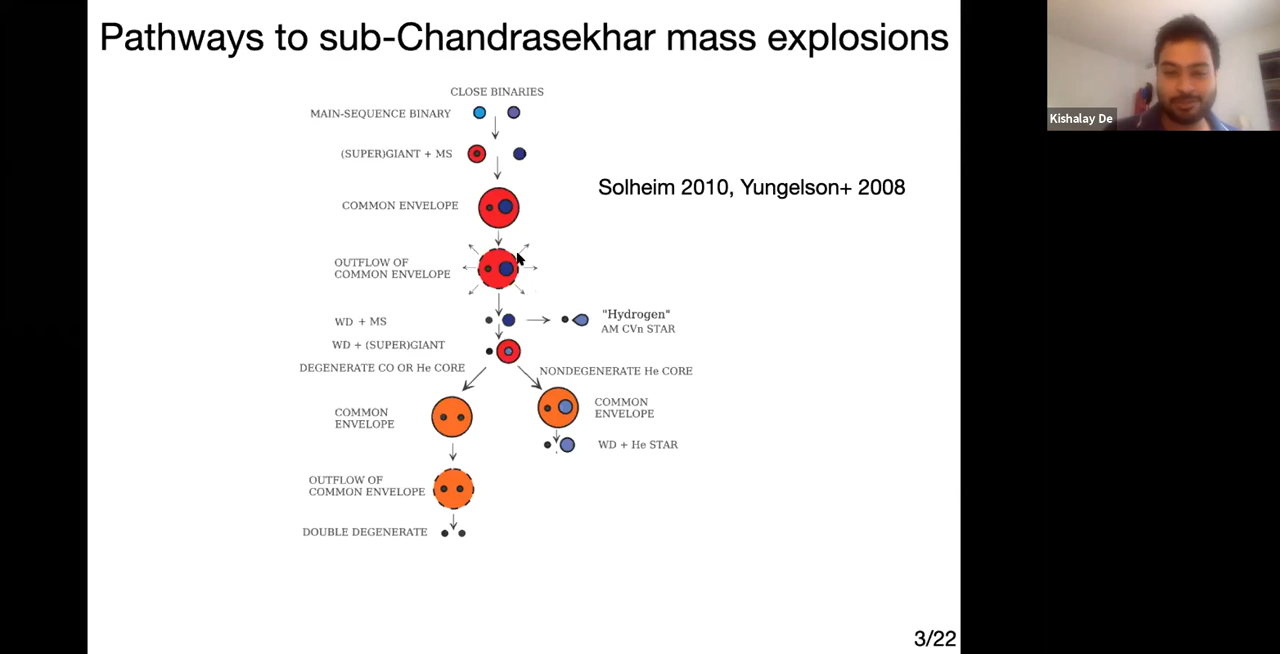 Pathways to sub-Chandrasekhar mass explosions
Kishalay De
CLOSE BINARIES
MAIN-SEQUENCE BINARY
(SUPER)GIANT + MS
Solheim 2010, Yungelson+ 2008
COMMON ENVELOPE
OUTFLOW OF
COMMON ENVELOPE
WD + MS
"Hydrogen"
AM CVn STAR
WD + (SUPER)GIANT
DEGENERATE CO OR He CORE
NONDEGENERATE He CORE
COMMON
ENVELOPE
COMMON
ENVELOPE
WD + He STAR
OUTFLOW OF
COMMON ENVELOPE
DOUBLE DEGENERATE
3/22